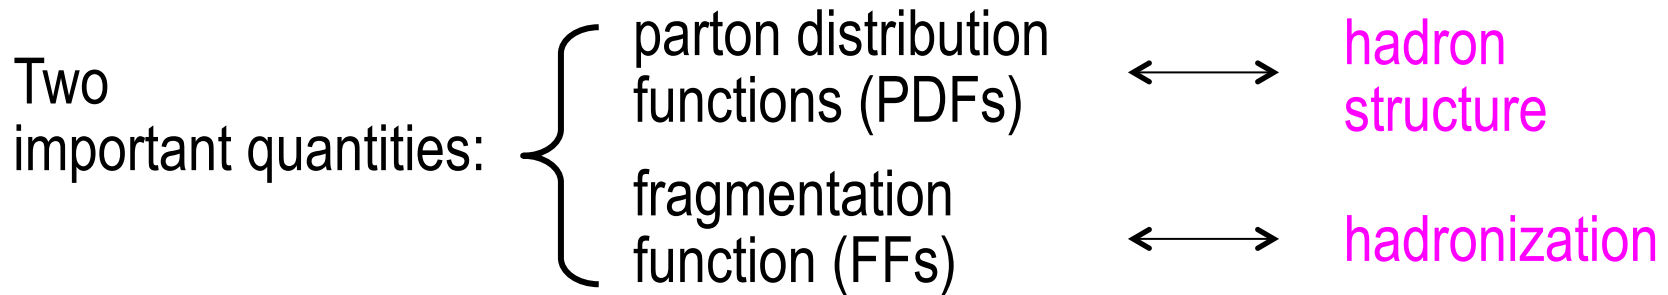 Two
important quantities:
parton distribution
functions (PDFs)
hadron
structure
fragmentation
function (FFs)
hadronization